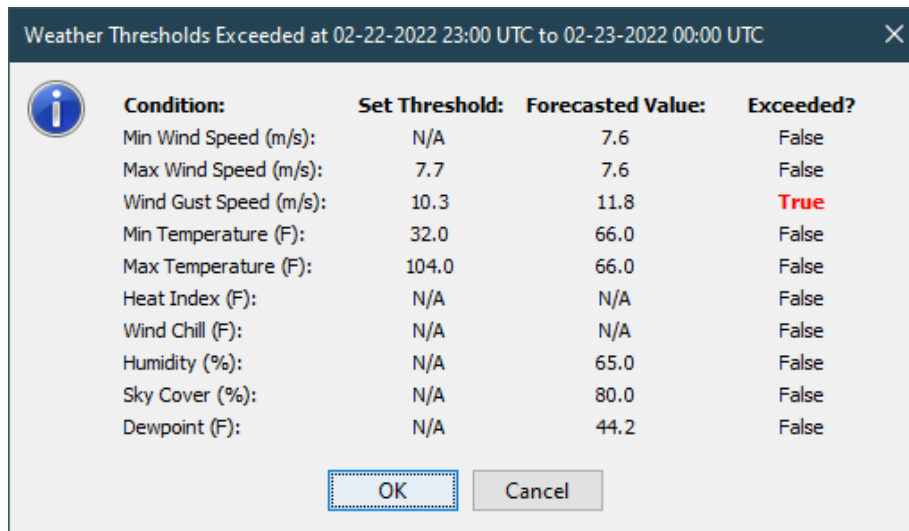 Weather Thresholds Exceeded at 02-22-2022 23:00 UTC to 02-23-2022 00:00 UTC
Condition: Set Threshold: Forecasted Value: Exceeded?
Min Wind Speed (m/s): N/A 7.6 False
Max Wind Speed (m/s): 7.7 7.6 False
Wind Gust Speed (m/s): 10.3 11.8 True
Min Temperature (F): 32.0 66.0 False
Max Temperature (F): 104.0 66.0 False
Heat Index (F): N/A N/A False
Wind Chill (F): N/A N/A False
Humidity (%): N/A 65.0 False
Sky Cover (%): N/A 80.0 False
Dewpoint (F): N/A 44.2 False
OK Cancel